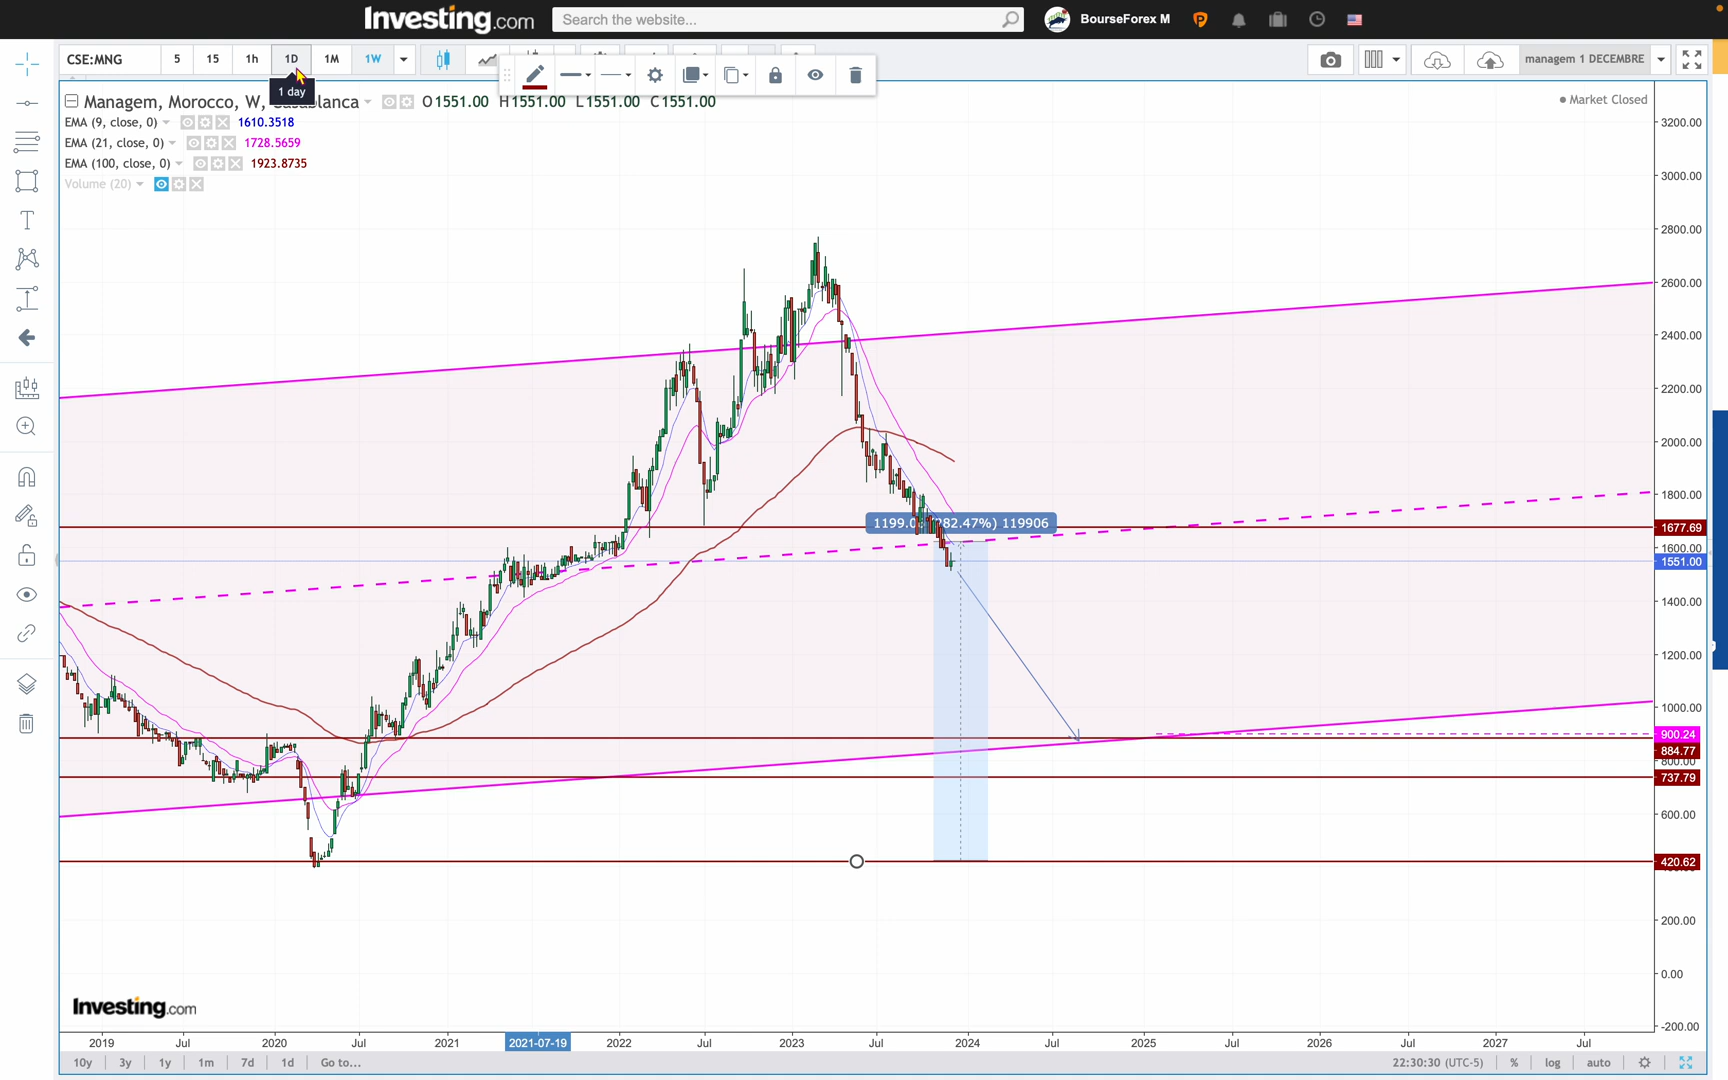 Investing.com
Search the website...
BourseForex M
CSE:MNG
5 15 1h 1D 1M 1W
managem 1 DECEMBRE
1 day
Managem, Morocco, W, Casablanca O1551.00 H1551.00 L1551.00 C1551.00
Market Closed
EMA (9, close, 0) 1610.3518
EMA (21, close, 0) 1728.5659
EMA (100, close, 0) 1923.8735
Volume (20)
3200.00
3000.00
2800.00
2600.00
2400.00
2200.00
2000.00
1800.00
1199.0 82.47%) 119906
1677.69
1600.00
1551.00
1400.00
1200.00
1000.00
900.24
884.77
800.00
737.79
600.00
420.62
200.00
0.00
-200.00
Investing.com
2019 Jul 2020 Jul 2021 2021-07-19 2022 Jul 2023 Jul 2024 Jul 2025 Jul 2026 Jul 2027 Jul
10y 3y 1y 1m 7d 1d Go to... 22:30:30 (UTC-5) % log auto